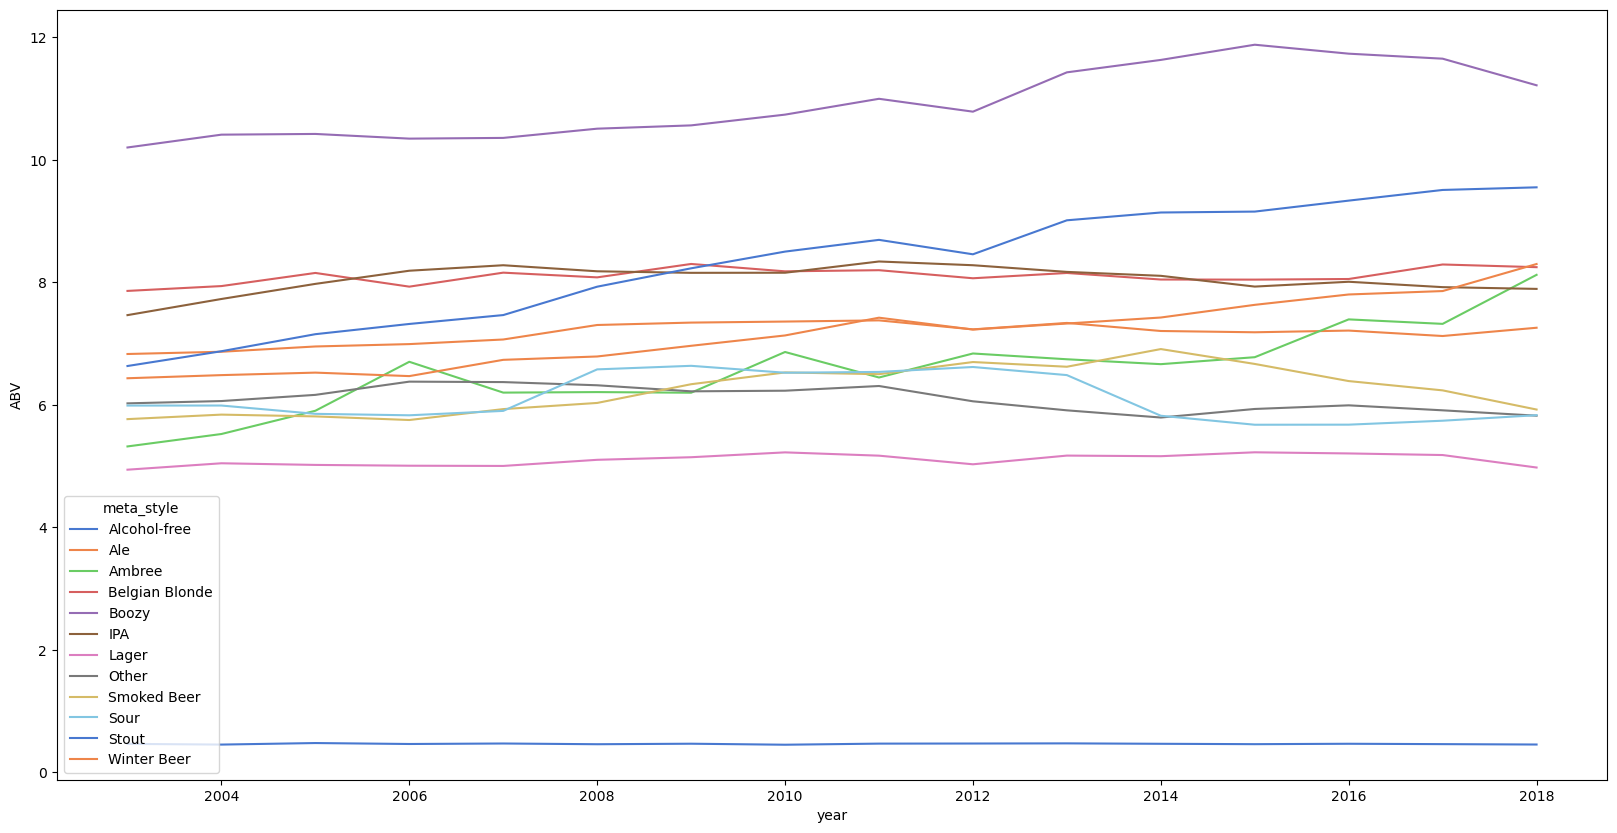 12
10
8
6
4
2
0
ABV
meta_style
Alcohol-free
Ale
Ambree
Belgian Blonde
Boozy
IPA
Lager
Other
Smoked Beer
Sour
Stout
Winter Beer
2004 2006 2008 2010 2012 2014 2016 2018
year